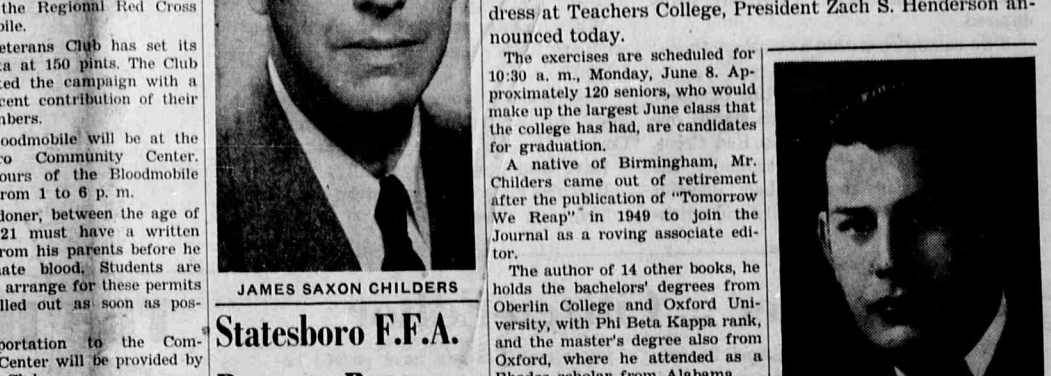 the Regional Red Cross
bile.
eterans Club has set its
ta at 150 pints. The Club
ted the campaign with a
cent contribution of their
nbers.
oodmobile will be at the
ro Community Center.
ours of the Bloodmobile
rom 1 to 6 p. m.
loner, between the age of
21 must have a written
rom his parents before he
ate blood. Students are
arrange for these permits
lled out as soon as pos-
portation to the Com-
Center will be provided by
JAMES SAXON CHILDERS
Statesboro F.F.A.
dress at Teachers College, President Zach S. Henderson an-
nounced today.
The exercises are scheduled for
10:30 a. m., Monday, June 8. Ap-
proximately 120 seniors, who would
make up the largest June class that
the college has had, are candidates
for graduation.
A native of Birmingham, Mr.
Childers came out of retirement
after the publication of "Tomorrow
We Reap" in 1949 to join the
Journal as a roving associate edi-
tor.
The author of 14 other books, he
holds the bachelors' degrees from
Oberlin College and Oxford Uni-
versity, with Phi Beta Kappa rank,
and the master's degree also from
Oxford, where he attended as a
Rhodes scholar from Alabama.